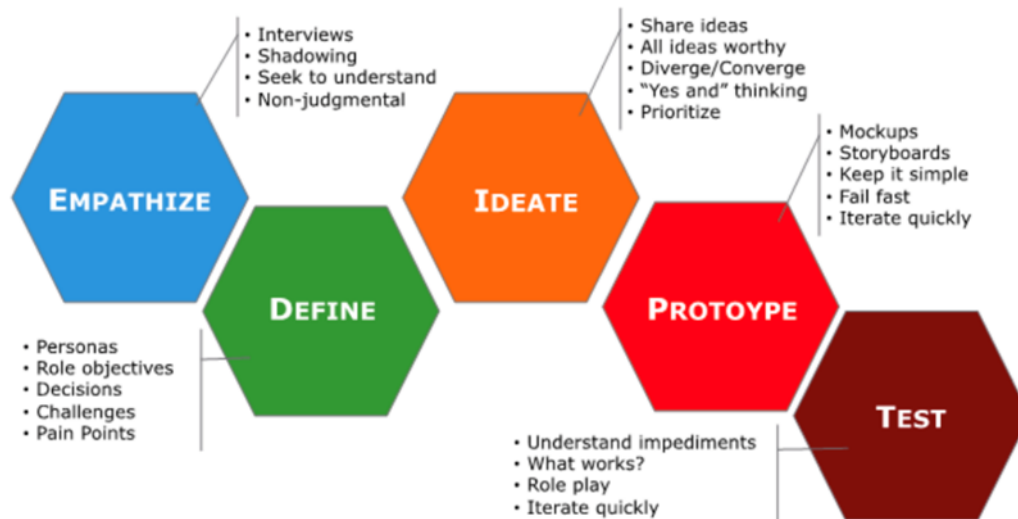 • Interviews
• Shadowing
• Seek to understand
• Non-judgmental
EMPATHIZE
• Personas
• Role objectives
• Decisions
• Challenges
• Pain Points
DEFINE
• Share ideas
• All ideas worthy
• Diverge/Converge
• “Yes and” thinking
• Prioritize
IDEATE
• Mockups
• Storyboards
• Keep it simple
• Fail fast
• Iterate quickly
PROTOYPE
• Understand impediments
• What works?
• Role play
• Iterate quickly
TEST